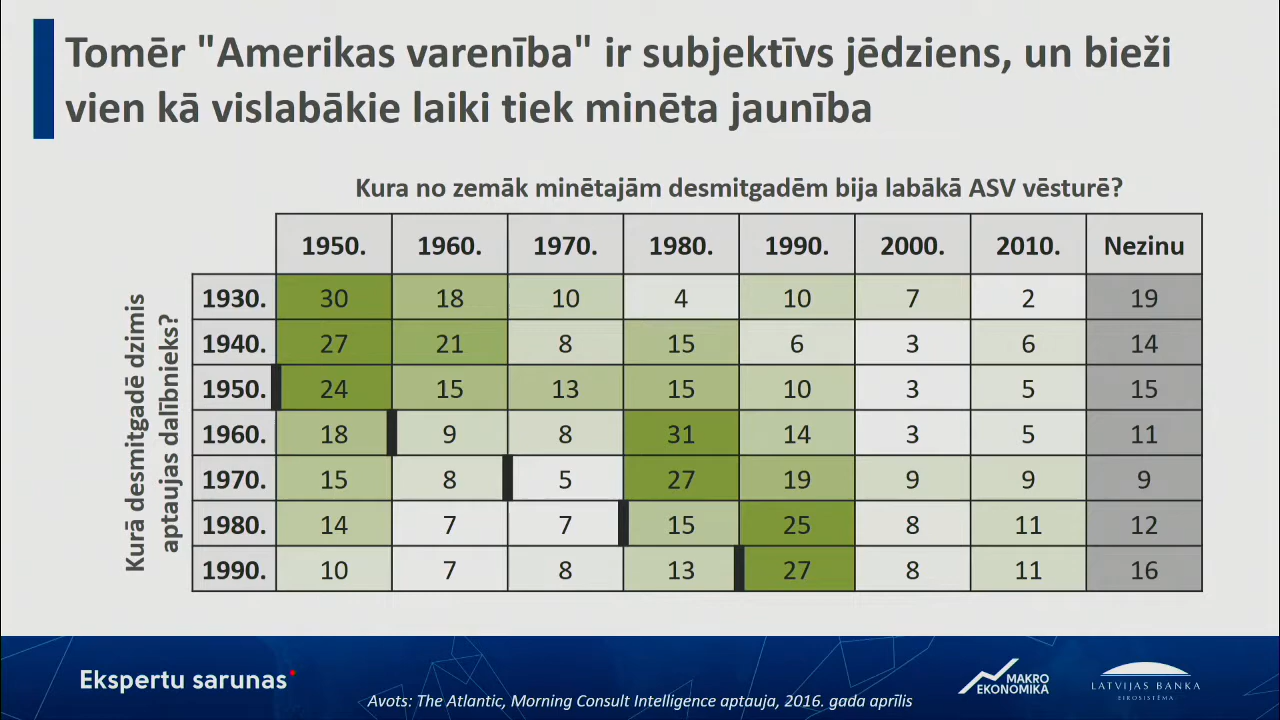 Tomēr "Amerikas varenība" ir subjektīvs jēdziens, un bieži
vien kā vislabākie laiki tiek minēta jaunība
Kura no zemāk minētajām desmitgadēm bija labākā ASV vēsturē?
1950. 1960. 1970. 1980. 1990. 2000. 2010. Nezinu
Kurā desmitgadē dzimis
aptaujas dalībnieks?
1930. 30 18 10 4 10 7 2 19
1940. 27 21 8 15 6 3 6 14
1950. 24 15 13 15 10 3 5 15
1960. 18 9 8 31 14 3 5 11
1970. 15 8 5 27 19 9 9 9
1980. 14 7 7 15 25 8 11 12
1990. 10 7 8 13 27 8 11 16
Ekspertu sarunas
Avots: The Atlantic, Morning Consult Intelligence aptauja, 2016. gada aprīlis
MAKRO
EKONOMIKA
LATVIJAS BANKA
EIROSISTĒMA